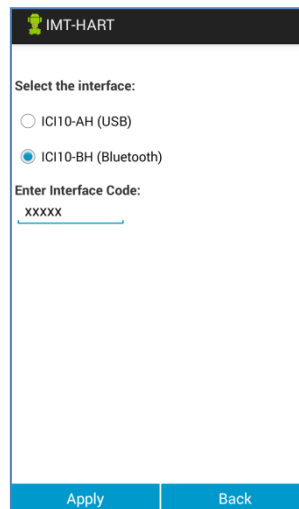 IMT-HART
Select the interface:
ICI10-AH (USB)
ICI10-BH (Bluetooth)
Enter Interface Code:
xxxxx
Apply Back